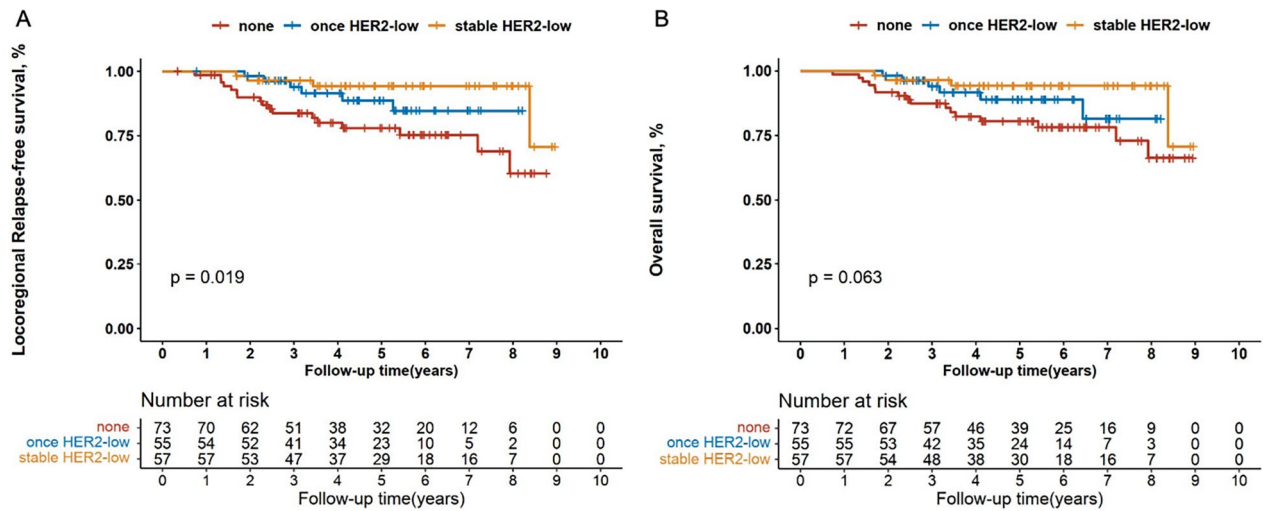 A
none once HER2-low stable HER2-low
Locoregional Relapse-free survival, %
1.00
0.75
0.50
0.25
0.00
p = 0.019
0 1 2 3 4 5 6 7 8 9 10
Follow-up time(years)
Number at risk
none 73 70 62 51 38 32 20 12 6 0 0
once HER2-low 55 54 52 41 34 23 10 5 2 0 0
stable HER2-low 57 57 53 47 37 29 18 16 7 0 0
0 1 2 3 4 5 6 7 8 9 10
Follow-up time(years)
B
none once HER2-low stable HER2-low
Overall survival, %
1.00
0.75
0.50
0.25
0.00
p = 0.063
0 1 2 3 4 5 6 7 8 9 10
Follow-up time(years)
Number at risk
none 73 72 67 57 46 39 25 16 9 0 0
once HER2-low 55 55 53 42 35 24 14 7 3 0 0
stable HER2-low 57 57 54 48 38 30 18 16 7 0 0
0 1 2 3 4 5 6 7 8 9 10
Follow-up time(years)